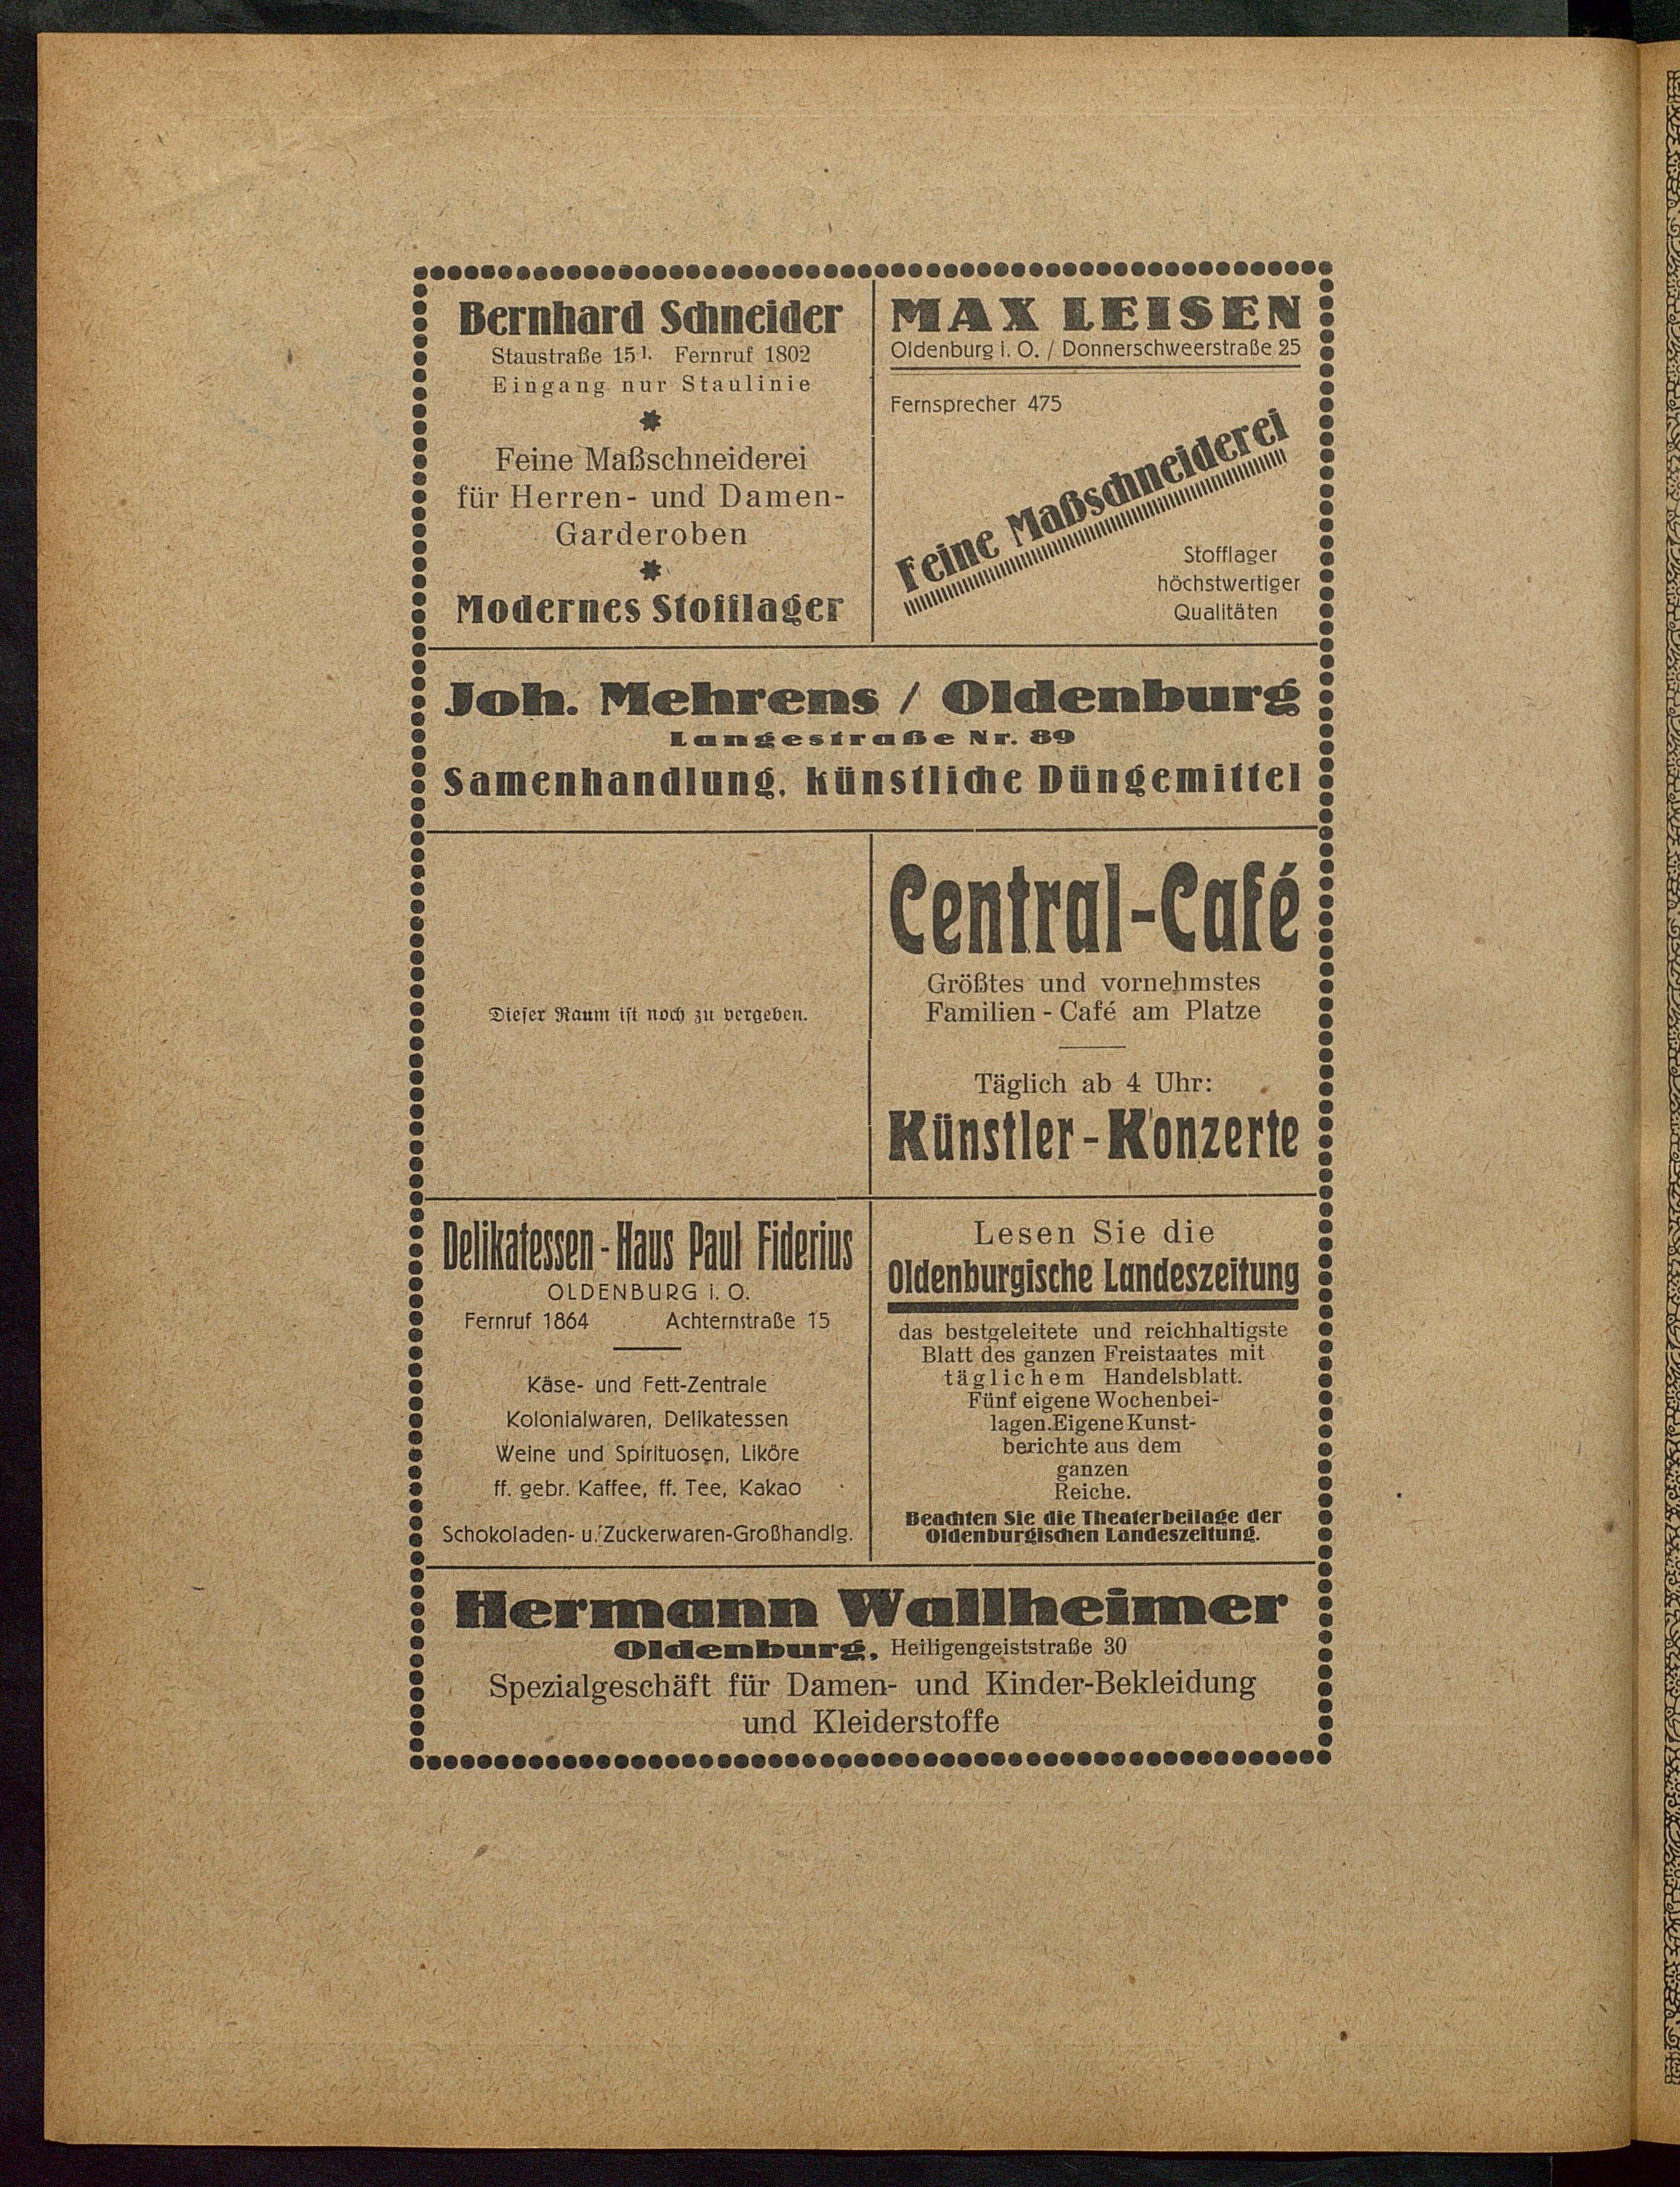 Bernhard Schneider
Staustraße 15 I. Fernruf 1802
Eingang nur Staulinie
Feine Maßschneiderei
für Herren- und Damen-
Garderoben
Modernes Stofflager
MAX LEISEN
Oldenburg i. O. / Donnerschweerstraße 25
Fernsprecher 475
Feine Maßschneiderei
Stofflager
höchstwertiger
Qualitäten
Joh. Mehrens / Oldenburg
Langestraße Nr. 89
Samenhandlung, künstliche Düngemittel
Dieser Raum ist noch zu vergeben.
Central-Café
Größtes und vornehmstes
Familien - Café am Platze
Täglich ab 4 Uhr:
Künstler-Konzerte
Delikatessen-Haus Paul Fiderius
OLDENBURG i. O.
Fernruf 1864 Achternstraße 15
Käse- und Fett-Zentrale
Kolonialwaren, Delikatessen
Weine und Spirituosen, Liköre
ff. gebr. Kaffee, ff. Tee, Kakao
Schokoladen- u. Zuckerwaren-Großhandlg.
Lesen Sie die
Oldenburgische Landeszeitung
das bestgeleitete und reichhaltigste
Blatt des ganzen Freistaates mit
täglichem Handelsblatt.
Fünf eigene Wochenbei-
lagen. Eigene Kunst-
berichte aus dem
ganzen
Reiche.
Beachten Sie die Theaterbeilage der
Oldenburgischen Landeszeitung.
Hermann Wallheimer
Oldenburg, Heiligengeiststraße 30
Spezialgeschäft für Damen- und Kinder-Bekleidung
und Kleiderstoffe